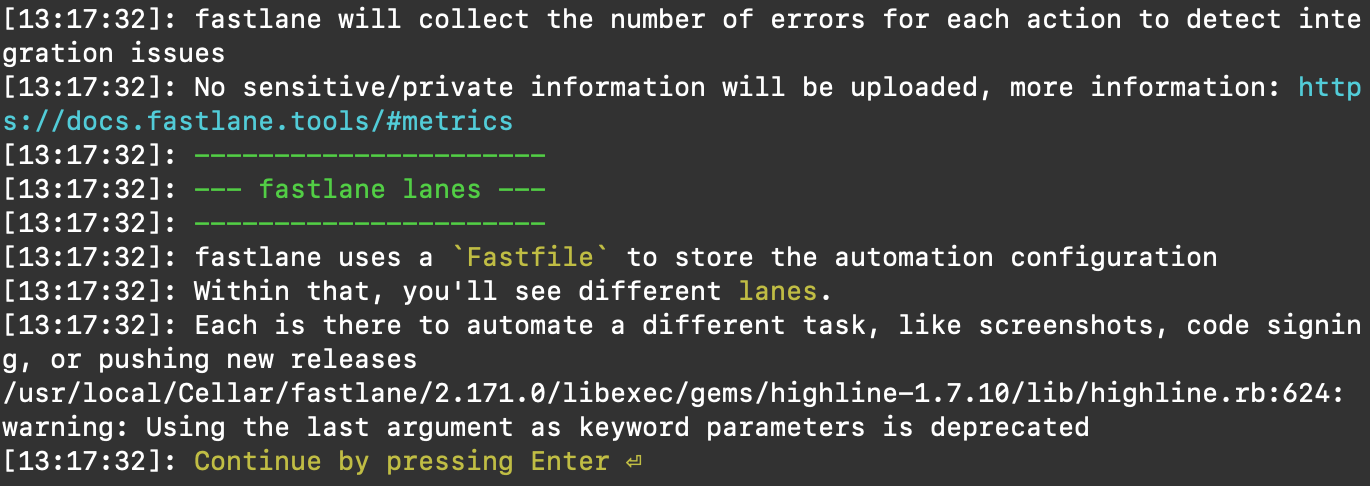 [13:17:32]: fastlane will collect the number of errors for each action to detect inte
gration issues
[13:17:32]: No sensitive/private information will be uploaded, more information: http
s://docs.fastlane.tools/#metrics
[13:17:32]: ----------------------
[13:17:32]: --- fastlane lanes ---
[13:17:32]: ----------------------
[13:17:32]: fastlane uses a `Fastfile` to store the automation configuration
[13:17:32]: Within that, you'll see different lanes.
[13:17:32]: Each is there to automate a different task, like screenshots, code signin
g, or pushing new releases
/usr/local/Cellar/fastlane/2.171.0/libexec/gems/highline-1.7.10/lib/highline.rb:624:
warning: Using the last argument as keyword parameters is deprecated
[13:17:32]: Continue by pressing Enter ⏎